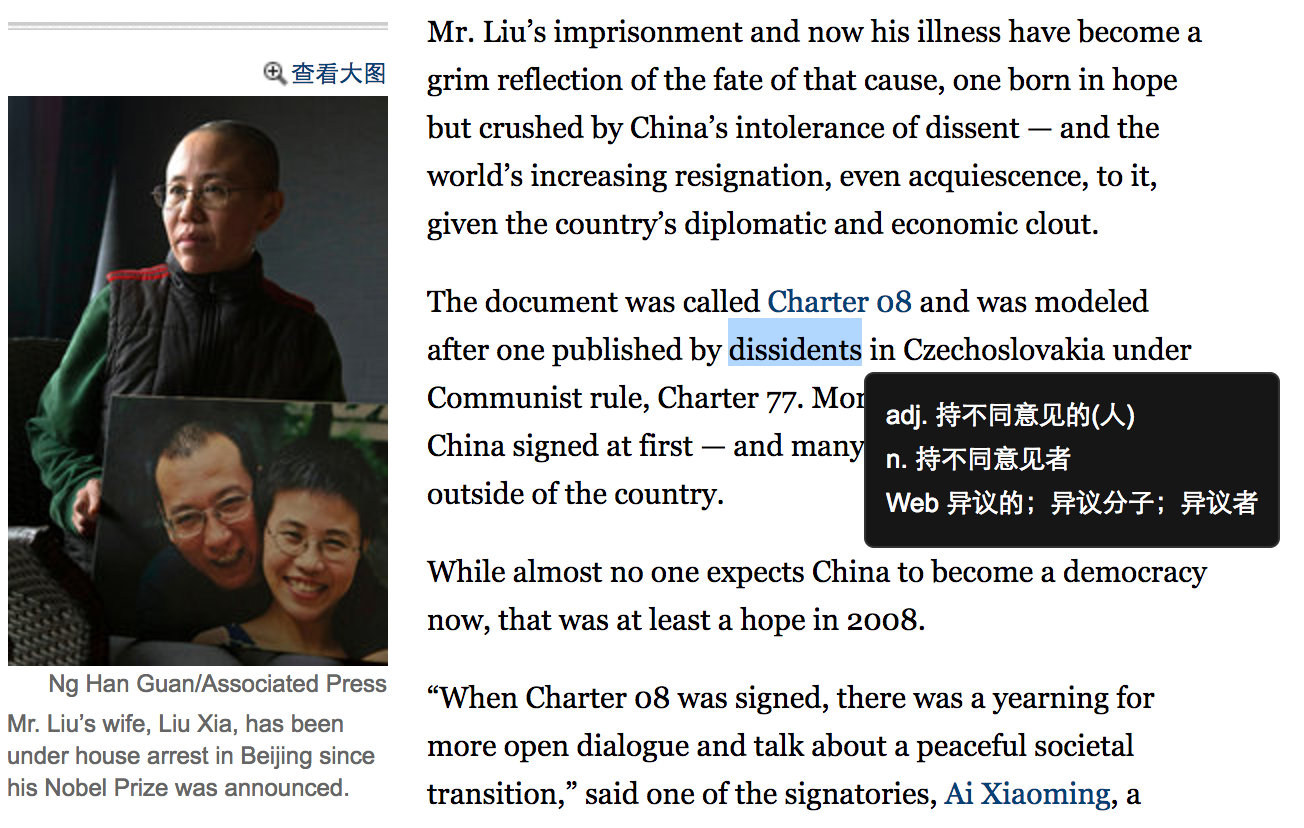 查看大图
Ng Han Guan/Associated Press
Mr. Liu’s wife, Liu Xia, has been
under house arrest in Beijing since
his Nobel Prize was announced.
Mr. Liu’s imprisonment and now his illness have become a
grim reflection of the fate of that cause, one born in hope
but crushed by China’s intolerance of dissent — and the
world’s increasing resignation, even acquiescence, to it,
given the country’s diplomatic and economic clout.
The document was called Charter 08 and was modeled
after one published by dissidents in Czechoslovakia under
Communist rule, Charter 77. Mor
China signed at first — and many
outside of the country.
adj. 持不同意见的(人)
n. 持不同意见者
Web 异议的；异议分子；异议者
While almost no one expects China to become a democracy
now, that was at least a hope in 2008.
“When Charter 08 was signed, there was a yearning for
more open dialogue and talk about a peaceful societal
transition,” said one of the signatories, Ai Xiaoming, a